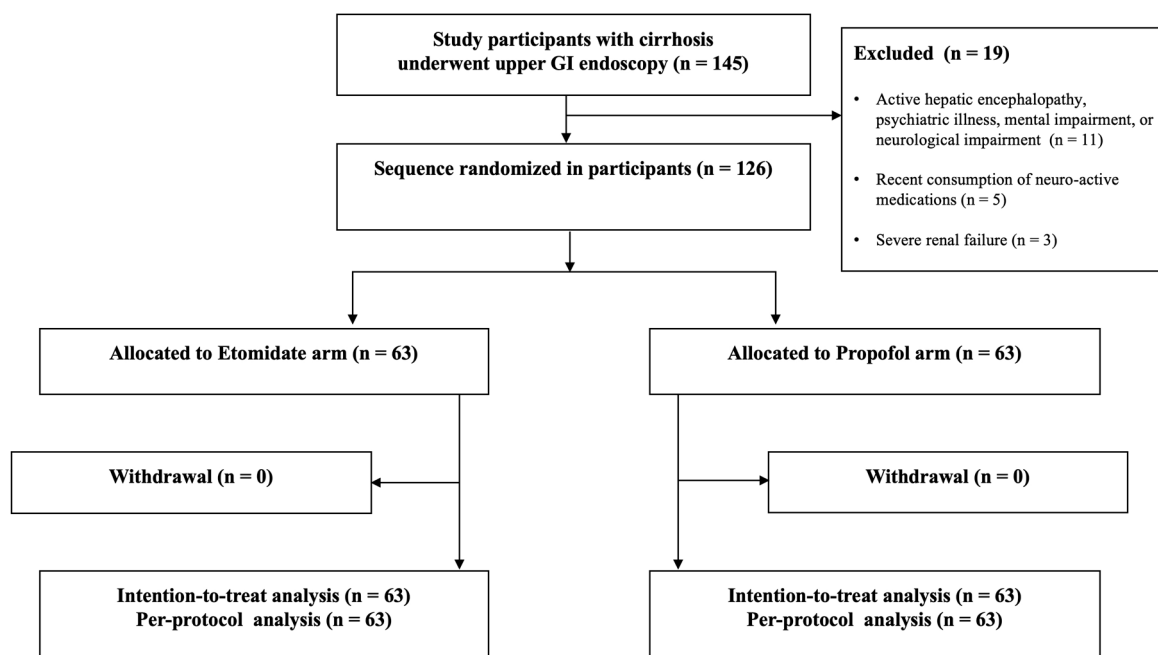 Study participants with cirrhosis
underwent upper GI endoscopy (n = 145)
Excluded (n = 19)
• Active hepatic encephalopathy,
psychiatric illness, mental impairment, or
neurological impairment (n = 11)
• Recent consumption of neuro-active
medications (n = 5)
• Severe renal failure (n = 3)
Sequence randomized in participants (n = 126)
Allocated to Etomidate arm (n = 63)
Allocated to Propofol arm (n = 63)
Withdrawal (n = 0)
Withdrawal (n = 0)
Intention-to-treat analysis (n = 63)
Per-protocol analysis (n = 63)
Intention-to-treat analysis (n = 63)
Per-protocol analysis (n = 63)